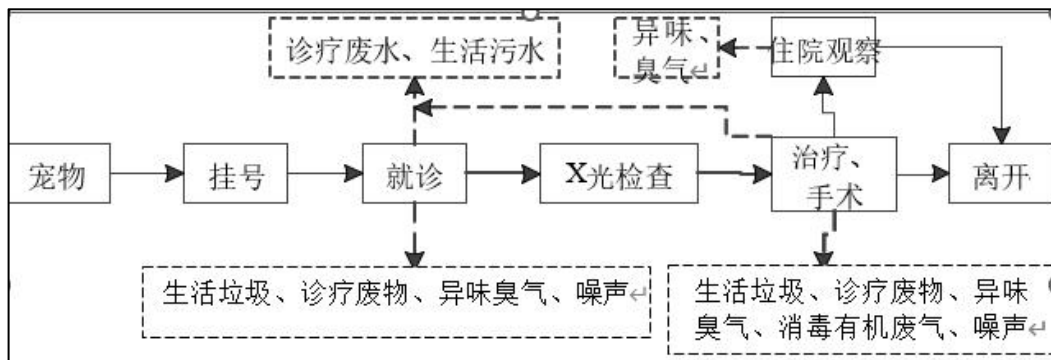 诊疗废水、生活污水
异味、
臭气↵
住院观察
宠物
挂号
就诊
X光检查
治疗、
手术
离开
生活垃圾、诊疗废物、异味臭气、噪声↵
生活垃圾、诊疗废物、异味
臭气、消毒有机废气、噪声↵